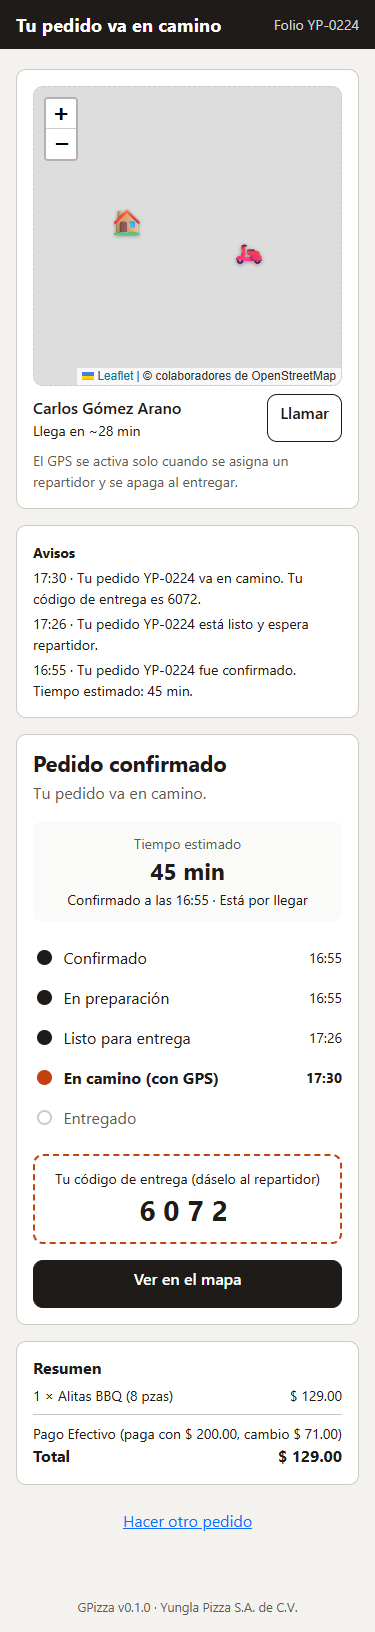 Tu pedido va en camino
Folio YP-0224
+
−
Leaflet | © colaboradores de OpenStreetMap
Carlos Gómez Arano
Llamar
Llega en ~28 min
El GPS se activa solo cuando se asigna un
repartidor y se apaga al entregar.
Avisos
17:30 · Tu pedido YP-0224 va en camino. Tu
código de entrega es 6072.
17:26 · Tu pedido YP-0224 está listo y espera
repartidor.
16:55 · Tu pedido YP-0224 fue confirmado.
Tiempo estimado: 45 min.
Pedido confirmado
Tu pedido va en camino.
Tiempo estimado
45 min
Confirmado a las 16:55 · Está por llegar
Confirmado 16:55
En preparación 16:55
Listo para entrega 17:26
En camino (con GPS) 17:30
Entregado
Tu código de entrega (dáselo al repartidor)
6072
Ver en el mapa
Resumen
1 × Alitas BBQ (8 pzas) $ 129.00
Pago Efectivo (paga con $ 200.00, cambio $ 71.00)
Total $ 129.00
Hacer otro pedido
GPizza v0.1.0 · Yungla Pizza S.A. de C.V.